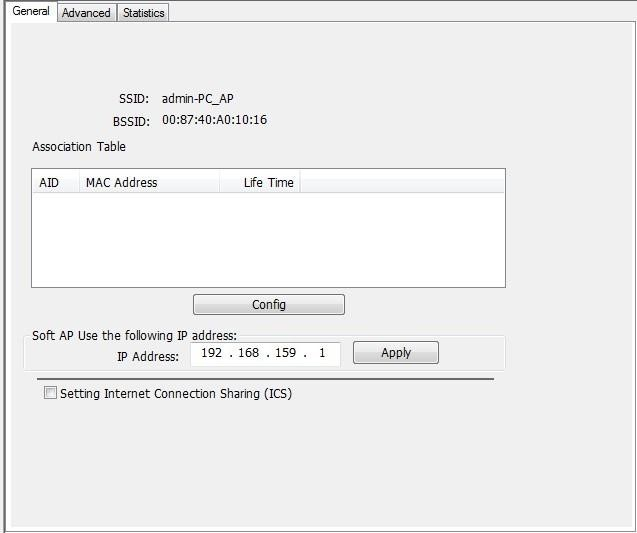 General Advanced Statistics
SSID: admin-PC_AP
BSSID: 00:87:40:A0:10:16
Association Table
AID MAC Address Life Time
Config
Soft AP Use the following IP address:
IP Address: 192 . 168 . 159 . 1 Apply
Setting Internet Connection Sharing (ICS)